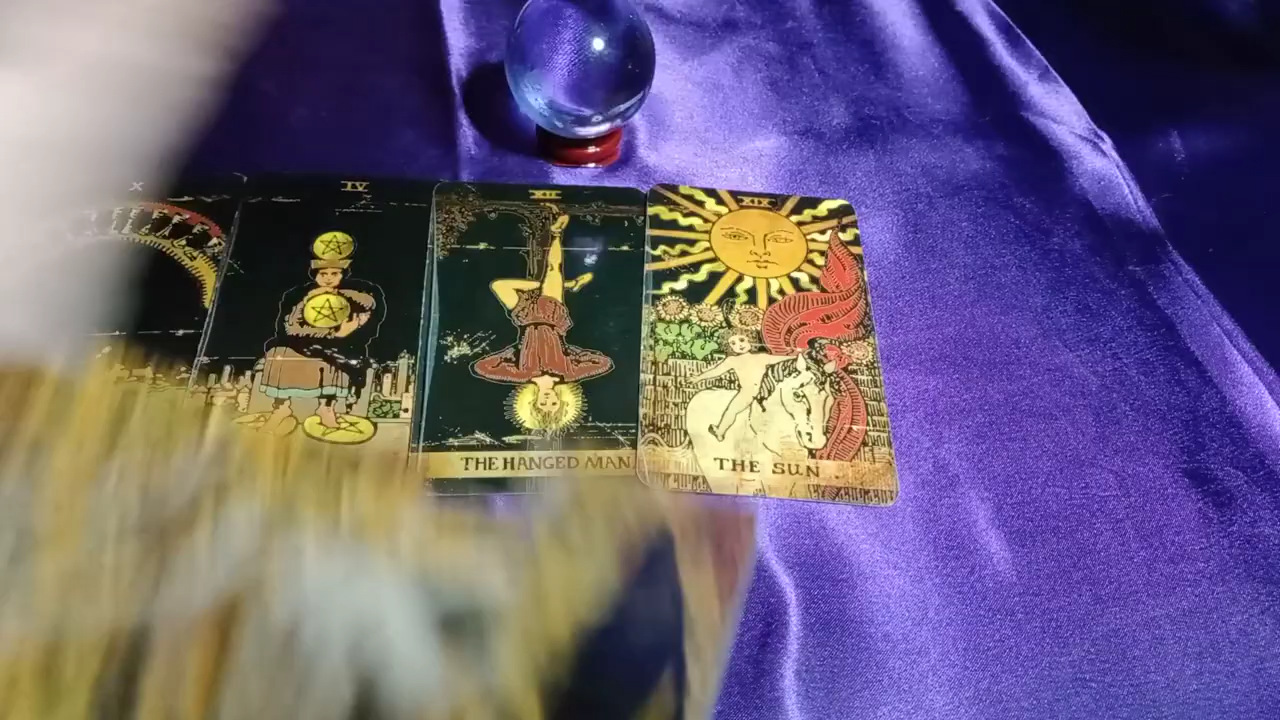 X
IV
XII
XIX
THE HANGED MAN
THE SUN